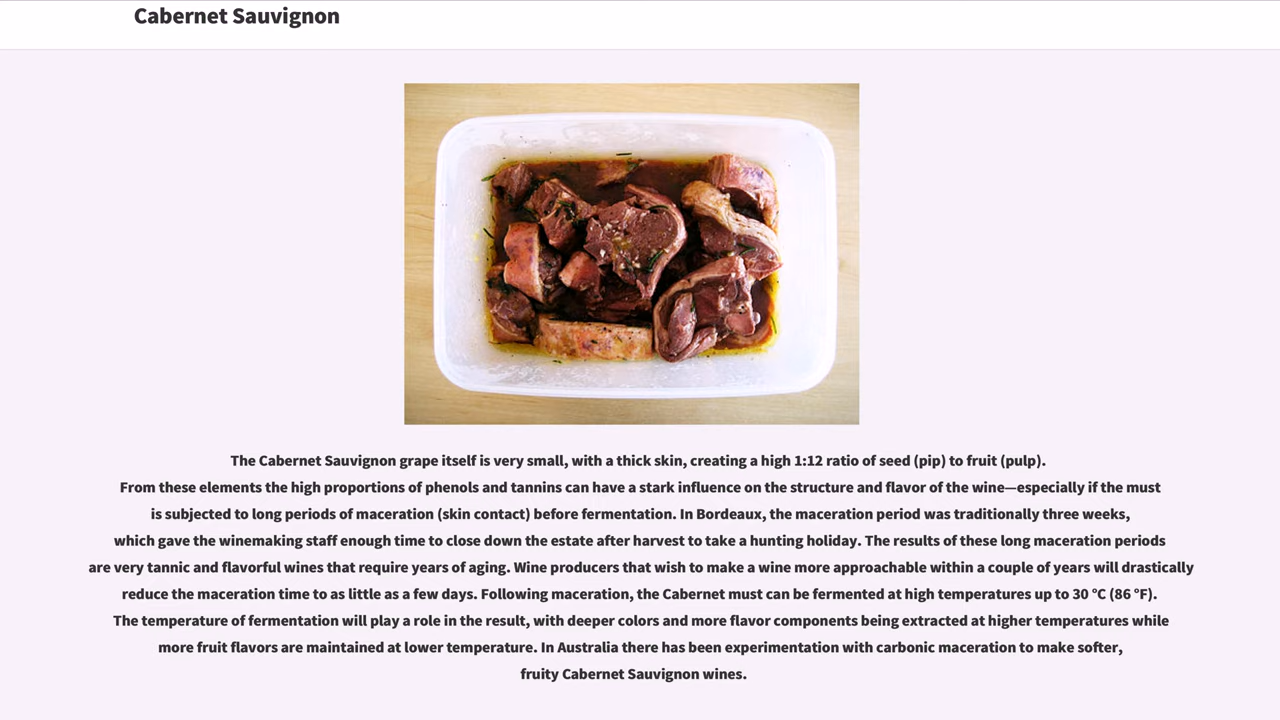 Cabernet Sauvignon
The Cabernet Sauvignon grape itself is very small, with a thick skin, creating a high 1:12 ratio of seed (pip) to fruit (pulp).
From these elements the high proportions of phenols and tannins can have a stark influence on the structure and flavor of the wine—especially if the must
is subjected to long periods of maceration (skin contact) before fermentation. In Bordeaux, the maceration period was traditionally three weeks,
which gave the winemaking staff enough time to close down the estate after harvest to take a hunting holiday. The results of these long maceration periods
are very tannic and flavorful wines that require years of aging. Wine producers that wish to make a wine more approachable within a couple of years will drastically
reduce the maceration time to as little as a few days. Following maceration, the Cabernet must can be fermented at high temperatures up to 30 °C (86 °F).
The temperature of fermentation will play a role in the result, with deeper colors and more flavor components being extracted at higher temperatures while
more fruit flavors are maintained at lower temperature. In Australia there has been experimentation with carbonic maceration to make softer,
fruity Cabernet Sauvignon wines.